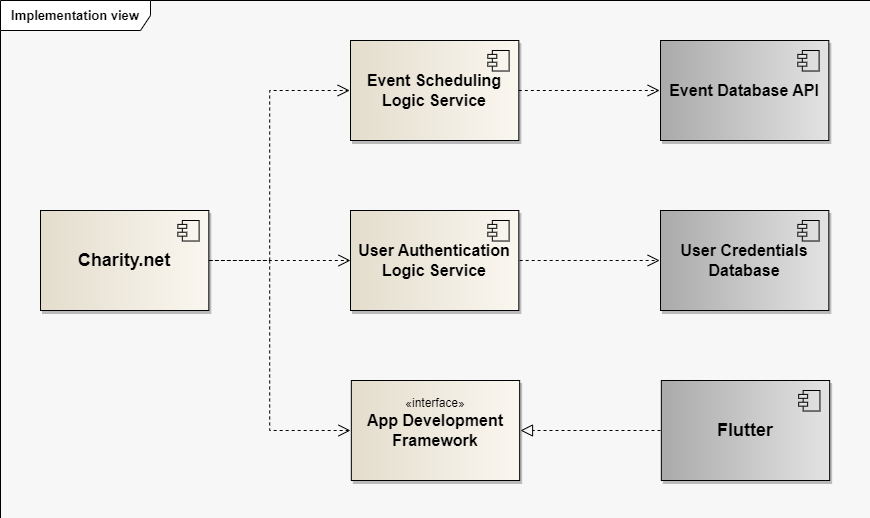 Implementation view
Event Scheduling
Logic Service
Event Database API
Charity.net
User Authentication
Logic Service
User Credentials
Database
«interface»
App Development
Framework
Flutter